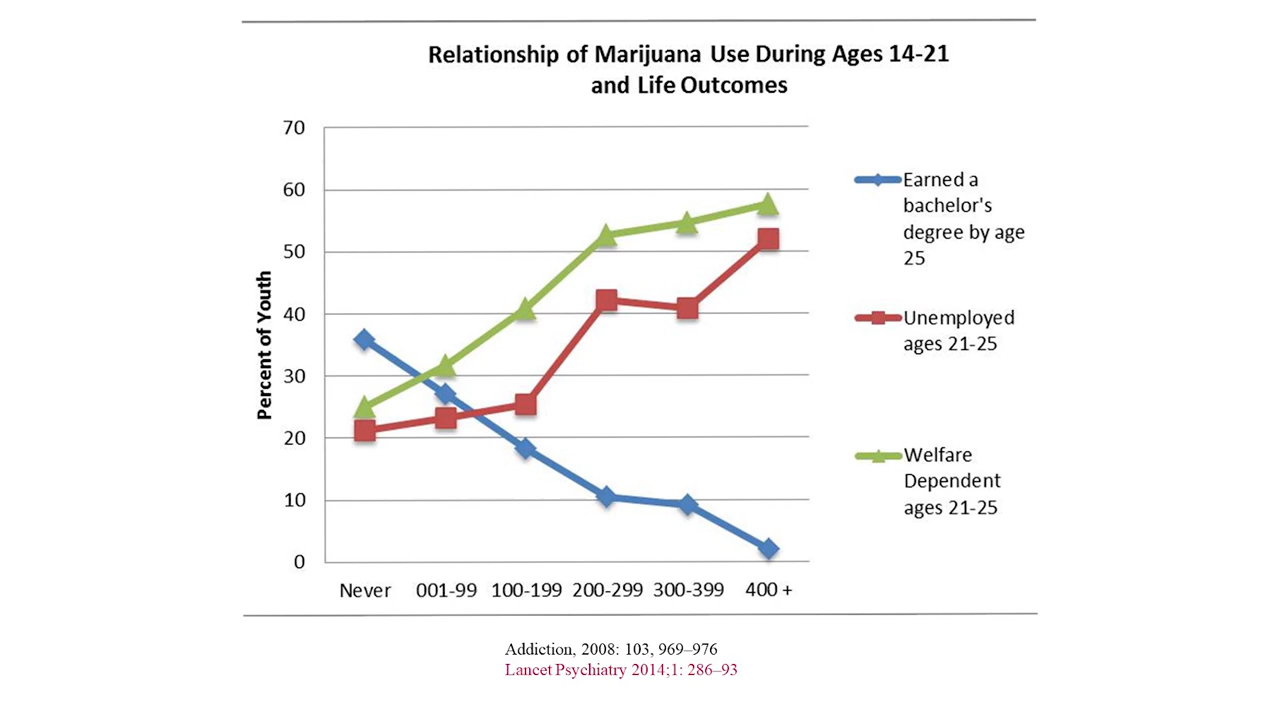 Relationship of Marijuana Use During Ages 14-21
and Life Outcomes
70
60
50
40
30
20
10
0
Percent of Youth
Never 001-99 100-199 200-299 300-399 400 +
Earned a
bachelor's
degree by age
25
Unemployed
ages 21-25
Welfare
Dependent
ages 21-25
Addiction, 2008: 103, 969–976
Lancet Psychiatry 2014;1: 286–93